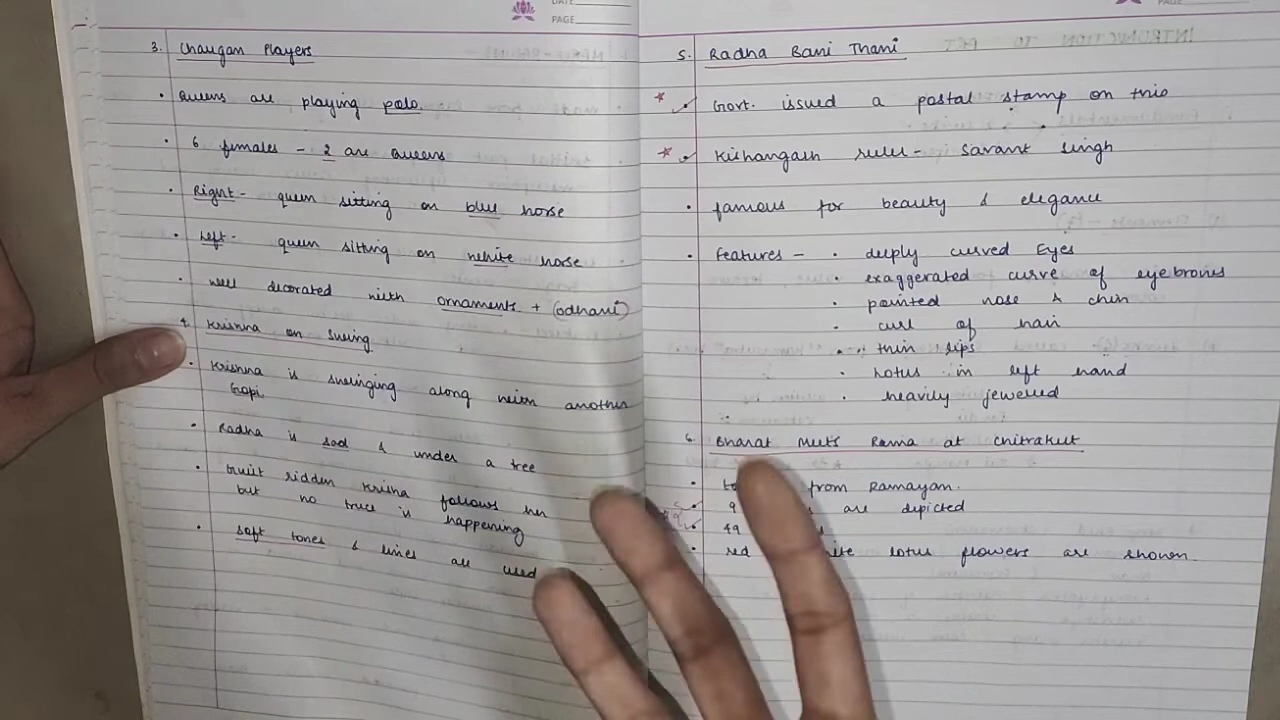 DATE
PAGE
3. Chaugan Players
• Queens are playing polo.
• 6 females - 2 are queens
• Right - queen sitting on blue horse
• Left - queen sitting on white horse
• well decorated with ornaments + (odhani)
4. Krishna on swing
• Krishna is swinging along with another
Gopi
• Radha is sad & under a tree
• Guilt ridden Krisna follows her
but no truce is happening
• soft tones & lines are used
PAGE
5. Radha Bani Thani
* • Govt. issued a postal stamp on this
* • Kishangarh ruler - Savant Singh
• famous for beauty & elegance
• features - • deeply curved Eyes
• exaggerated curve of eyebrows
• pointed nose & chin
• curl of hair
• thin lips
• lotus in left hand
• heavily jewelled
6. Bharat Meets Rama at Chitrakut
• from Ramayan.
• are depicted
• 49
• red lotus flowers are shown.